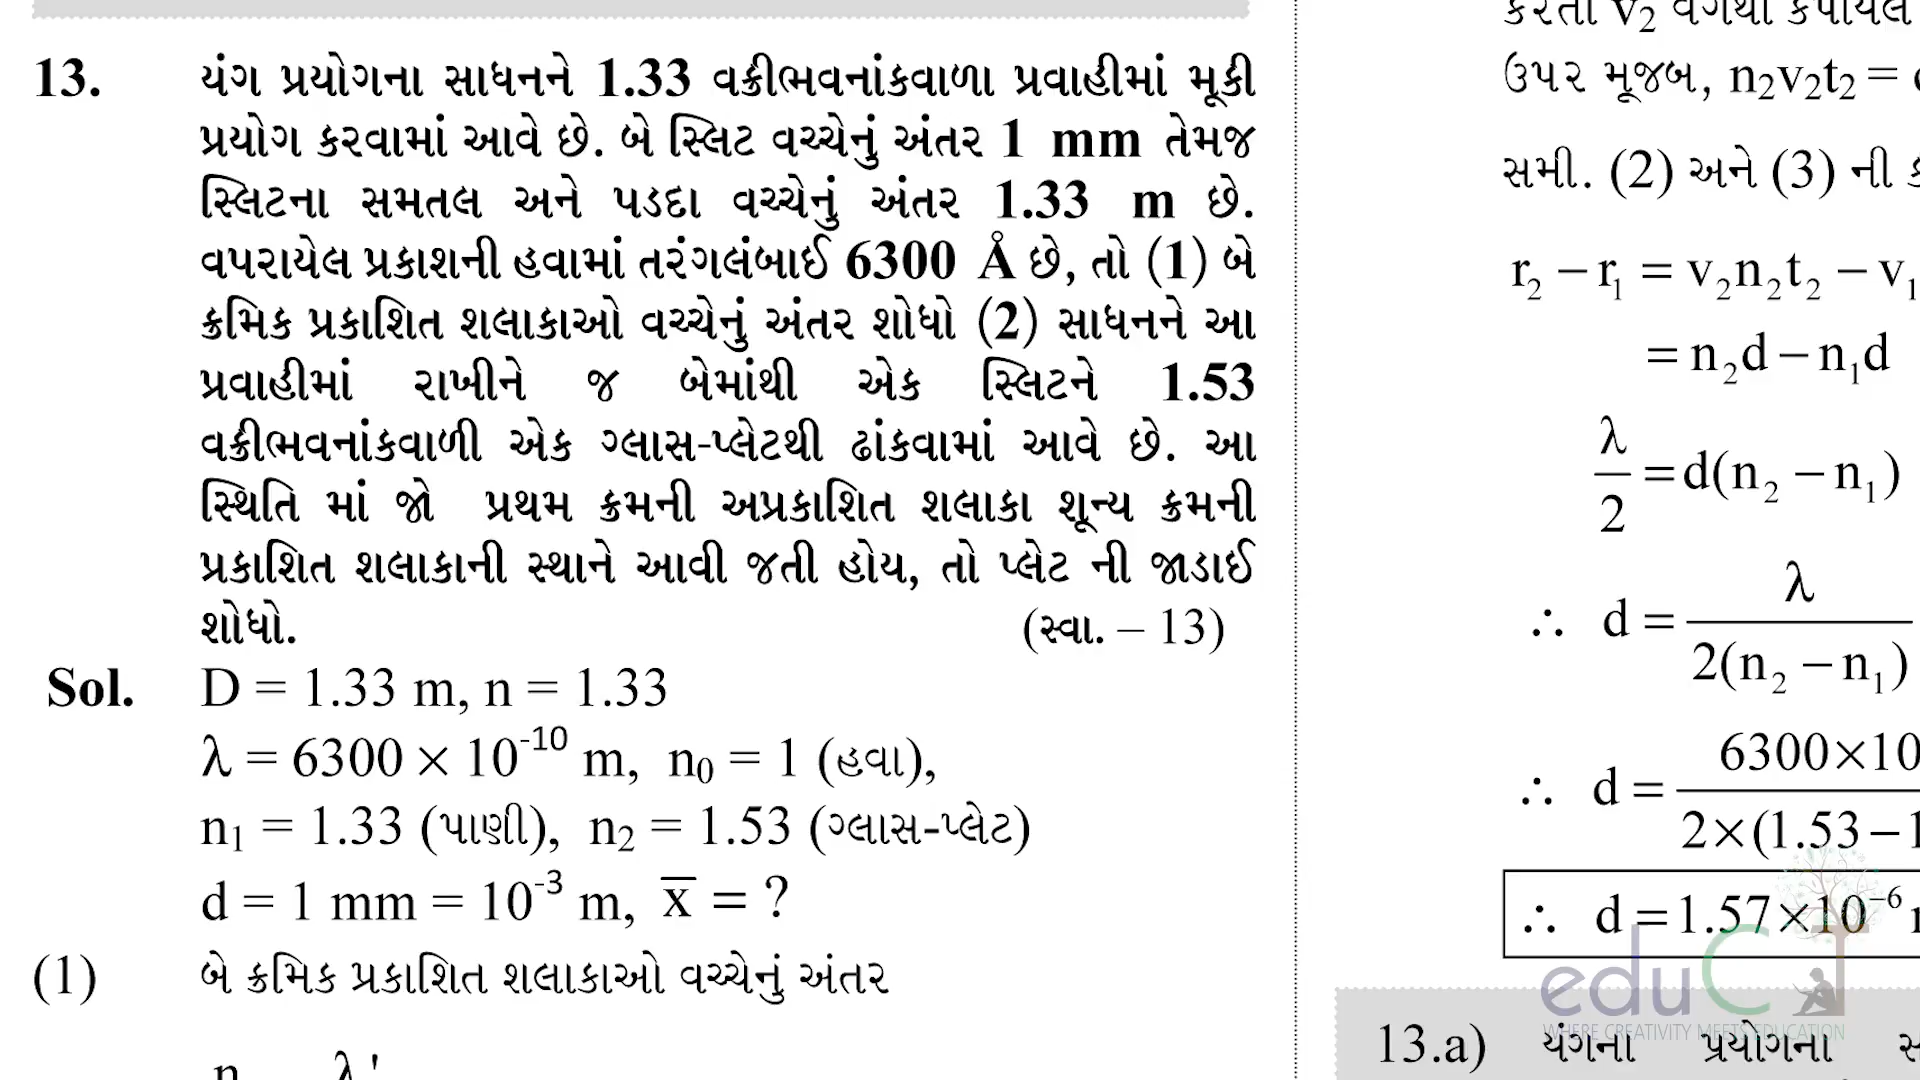 13. યંગ પ્રયોગના સાધનને 1.33 વક્રીભવનાંકવાળા પ્રવાહીમાં મૂકી
પ્રયોગ કરવામાં આવે છે. બે સ્લિટ વચ્ચેનું અંતર 1 mm તેમજ
સ્લિટના સમતલ અને પડદા વચ્ચેનું અંતર 1.33 m છે.
વપરાયેલ પ્રકાશની હવામાં તરંગલંબાઈ 6300 Å છે, તો (1) બે
ક્રમિક પ્રકાશિત શલાકાઓ વચ્ચેનું અંતર શોધો (2) સાધનને આ
પ્રવાહીમાં રાખીને જ બેમાંથી એક સ્લિટને 1.53
વક્રીભવનાંકવાળી એક ગ્લાસ-પ્લેટથી ઢાંકવામાં આવે છે. આ
સ્થિતિ માં જો પ્રથમ ક્રમની અપ્રકાશિત શલાકા શૂન્ય ક્રમની
પ્રકાશિત શલાકાની સ્થાને આવી જતી હોય, તો પ્લેટ ની જાડાઈ
શોધો. (સ્વા. – 13)
Sol. D = 1.33 m, n = 1.33
λ = 6300 × 10⁻¹⁰ m, n₀ = 1 (હવા),
n₁ = 1.33 (પાણી), n₂ = 1.53 (ગ્લાસ-પ્લેટ)
d = 1 mm = 10⁻³ m, x̄ = ?
(1) બે ક્રમિક પ્રકાશિત શલાકાઓ વચ્ચેનું અંતર
λ'
ઉપર મૂજબ, n₂v₂t₂ =
સમી. (2) અને (3) ની
r₂ − r₁ = v₂n₂t₂ − v₁
= n₂d − n₁d
λ/2 = d(n₂ − n₁)
∴ d = λ/2(n₂ − n₁)
∴ d = 6300×10/2×(1.53−1
∴ d = 1.57×10⁻⁶
eduCT
WHERE CREATIVITY MEETS EDUCATION
13.a) યંગના પ્રયોગના